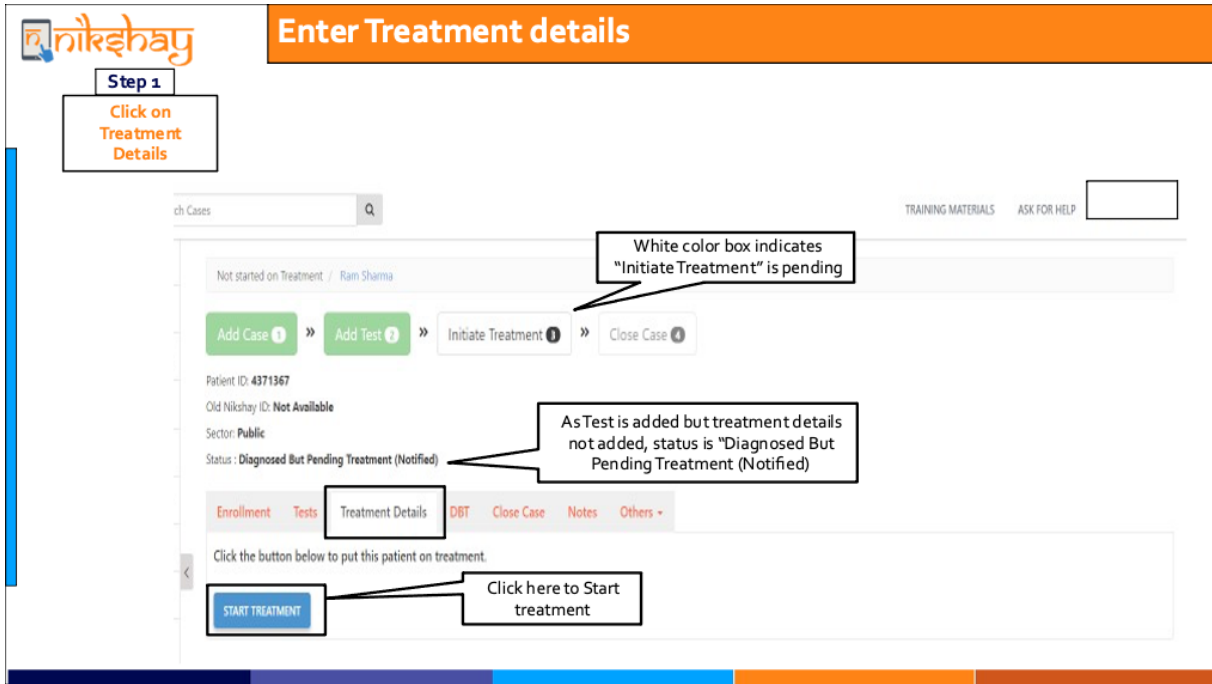 nikshay
Enter Treatment details
Step 1
Click on
Treatment
Details
ch Cases
TRAINING MATERIALS ASK FOR HELP
White color box indicates
“Initiate Treatment” is pending
Not started on Treatment / Ram Sharma
Add Case 1 » Add Test 2 » Initiate Treatment 3 » Close Case 4
Patient ID: 4371367
Old Nikshay ID: Not Available
Sector: Public
Status : Diagnosed But Pending Treatment (Notified)
As Test is added but treatment details
not added, status is “Diagnosed But
Pending Treatment (Notified)
Enrollment Tests Treatment Details DBT Close Case Notes Others
Click the button below to put this patient on treatment.
Click here to Start
treatment
START TREATMENT